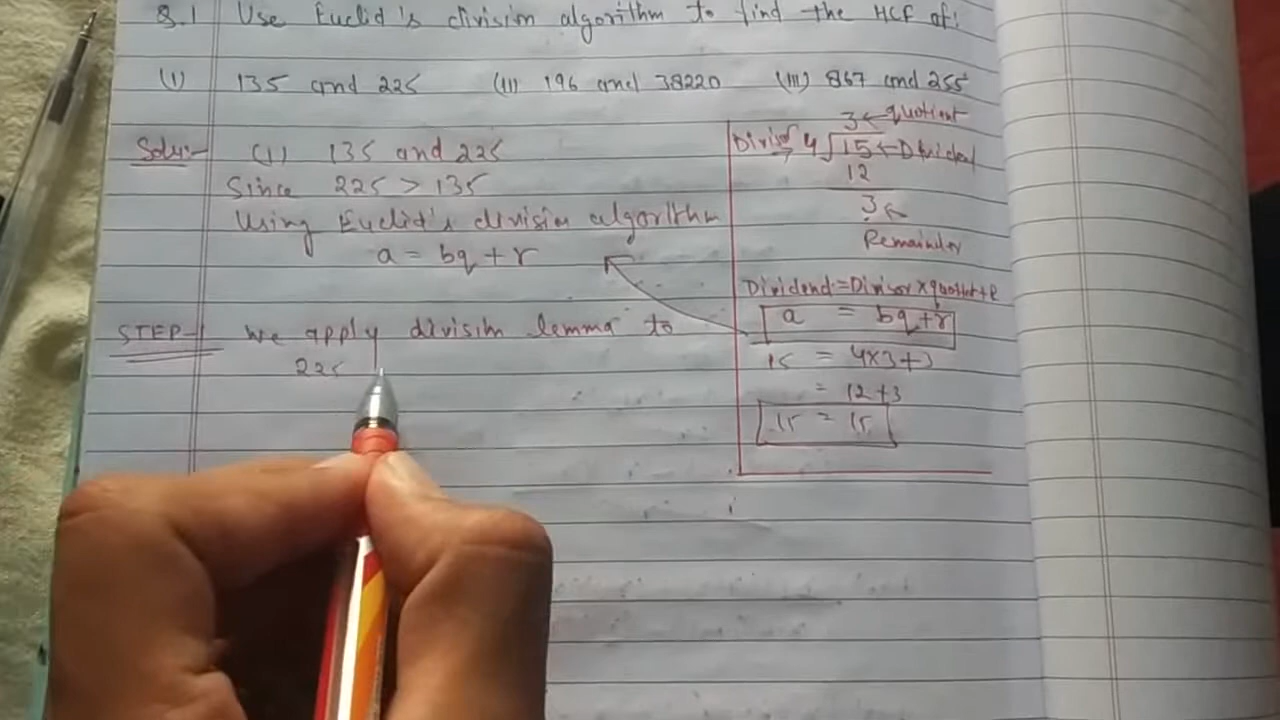 Q.1 Use Euclid's division algorithm to find the HCF of:
(I) 135 and 225 (II) 196 and 38220 (III) 867 and 255
Solu:- (I) 135 and 225
Since 225 > 135
Using Euclid's division algorithm
a = bq + r
STEP-1 We apply division lemma to
225
3 ← quotient
Divisor → 4 √15 ← Dividend
12
3 ←
Remainder
Dividend = Divisor × quotient + R
a = bq + r
15 = 4×3+3
= 12 + 3
15 = 15